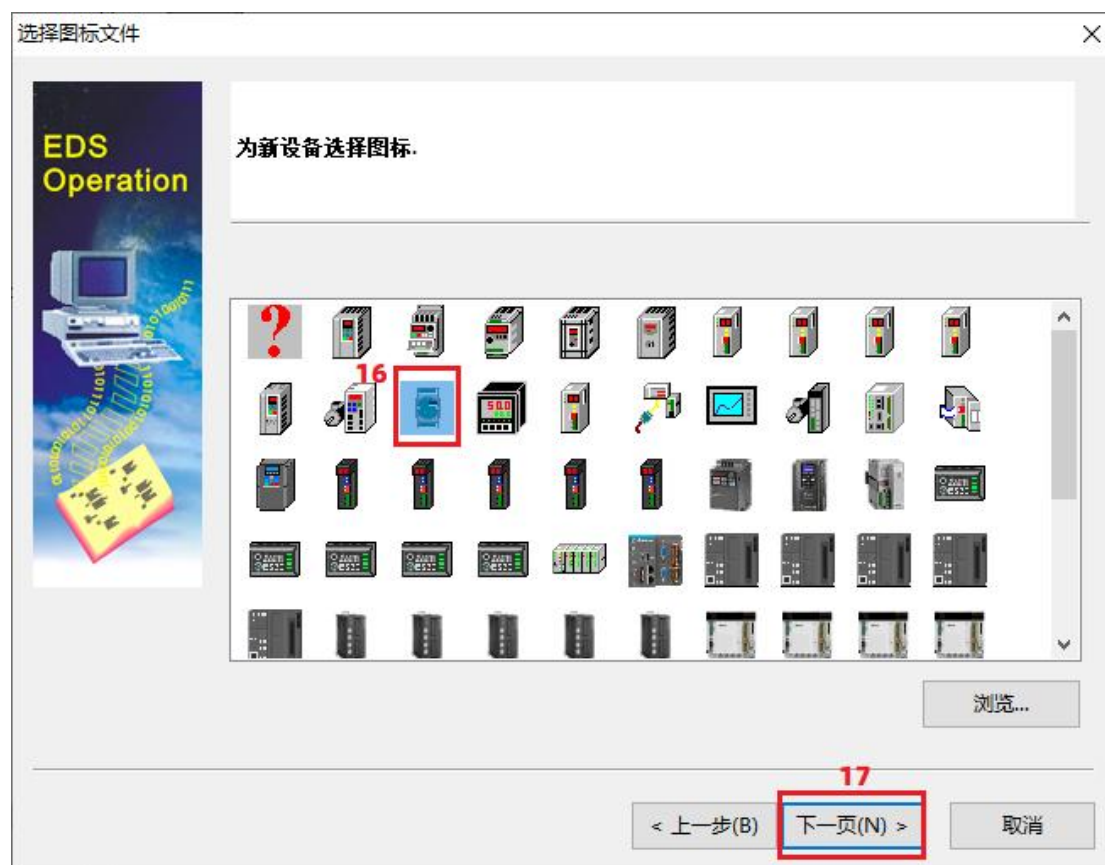 选择图标文件
EDS
Operation
为新设备选择图标.
16
浏览...
17
< 上一步(B)
下一页(N) >
取消